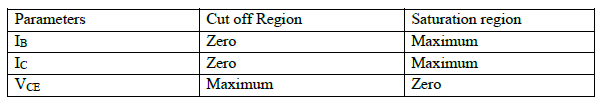 Parameters Cut off Region Saturation region
IB Zero Maximum
IC Zero Maximum
VCE Maximum Zero